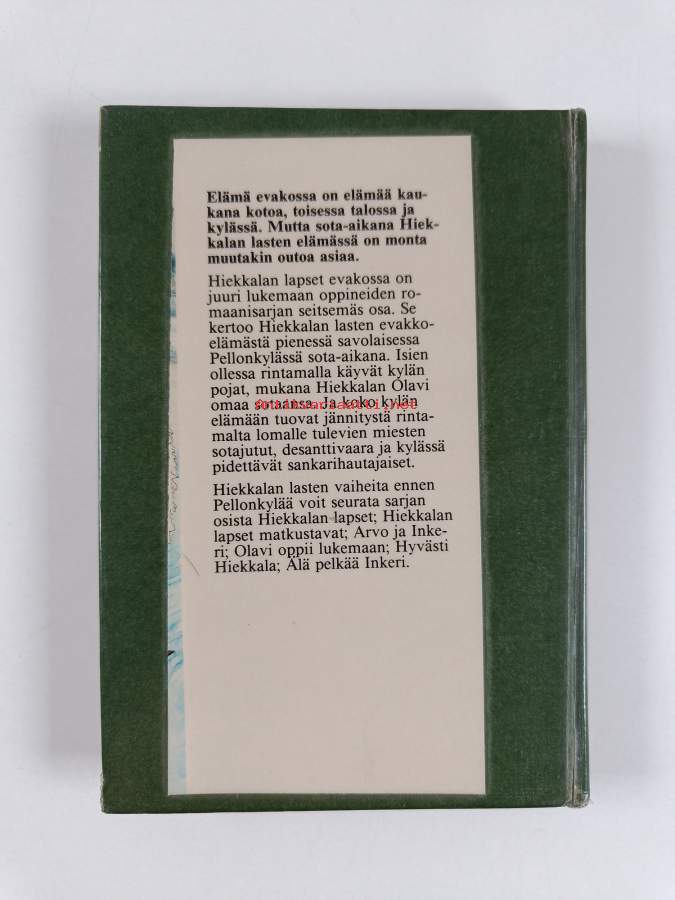 Elämä evakossa on elämää kau-
kana kotoa, toisessa talossa ja
kylässä. Mutta sota-aikana Hiek-
kalan lasten elämässä on monta
muutakin outoa asiaa.
Hiekkalan lapset evakossa on
juuri lukemaan oppineiden ro-
maanisarjan seitsemäs osa. Se
kertoo Hiekkalan lasten evakko-
elämästä pienessä savolaisessa
Pellonkylässä sota-aikana. Isien
ollessa rintamalla käyvät kylän
pojat, mukana Hiekkalan Olavi
omaa sotaansa. Ja koko kylän
Antikvariaatti.net
elämään tuovat jännitystä rinta-
malta lomalle tulevien miesten
sotajutut, desanttivaara ja kylässä
pidettävät sankarihautajaiset.
Hiekkalan lasten vaiheita ennen
Pellonkylää voit seurata sarjan
osista Hiekkalan lapset; Hiekkalan
lapset matkustavat; Arvo ja Inke-
ri; Olavi oppii lukemaan; Hyvästi
Hiekkala; Älä pelkää Inkeri.